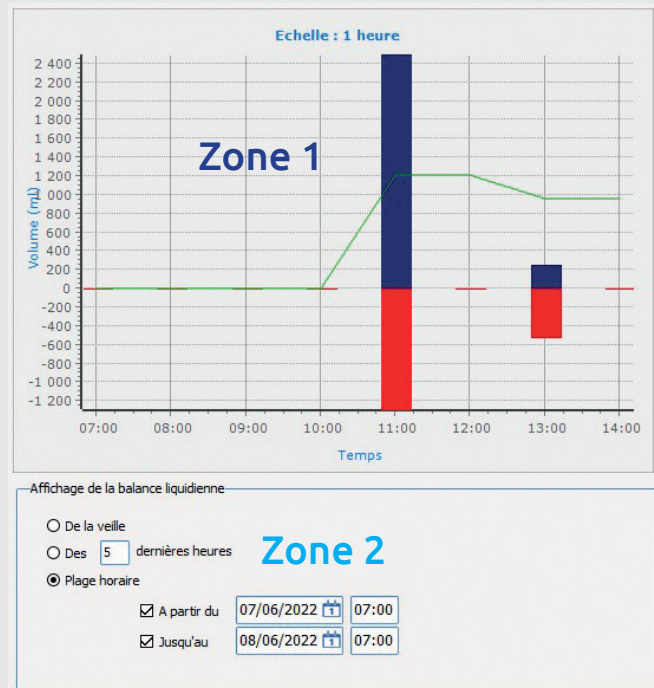 Echelle : 1 heure
2 400
2 200
2 000
1 800
1 600
1 400
1 200
1 000
800
600
400
200
0
-200
-400
-600
-800
-1 000
-1 200
Volume (ml)
Zone 1
07:00 08:00 09:00 10:00 11:00 12:00 13:00 14:00
Temps
Affichage de la balance liquidienne
De la veille
Des 5 dernières heures
Zone 2
Plage horaire
A partir du 07/06/2022 1 07:00
Jusqu'au 08/06/2022 1 07:00